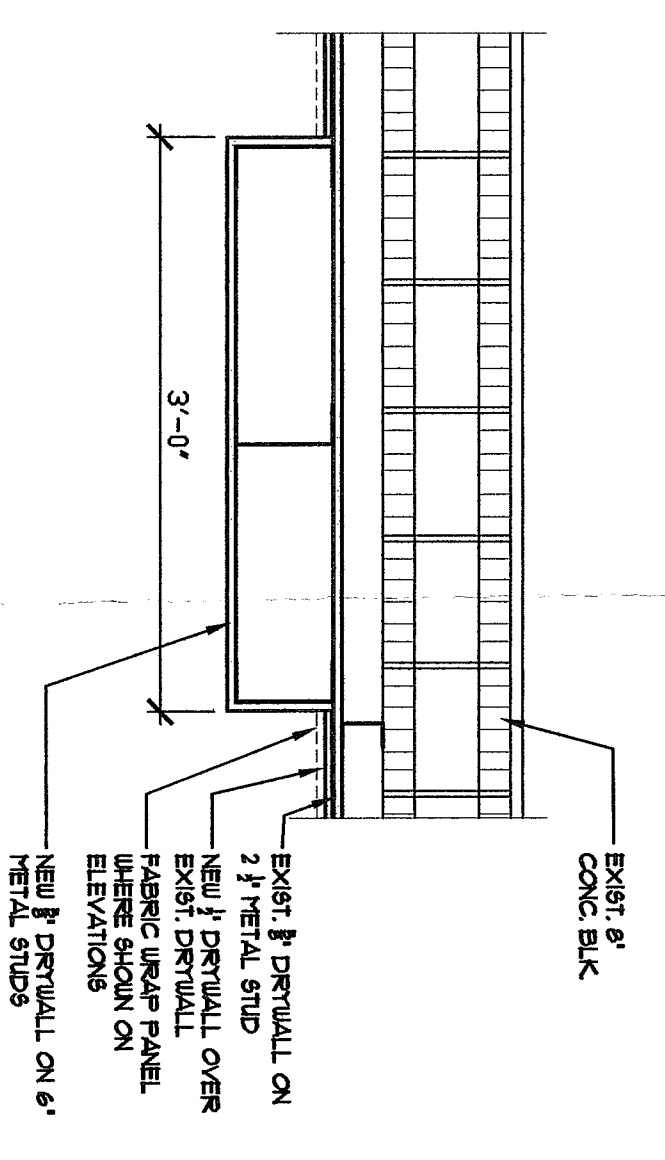 EXIST. 8"
CONC. BLK.
EXIST. 5/8" DRYWALL ON
2 1/2" METAL STUD
NEW 1/2" DRYWALL OVER
EXIST. DRYWALL
FABRIC WRAP PANEL
WHERE SHOWN ON
ELEVATIONS
NEW 5/8" DRYWALL ON 6"
METAL STUDS
3'-0"